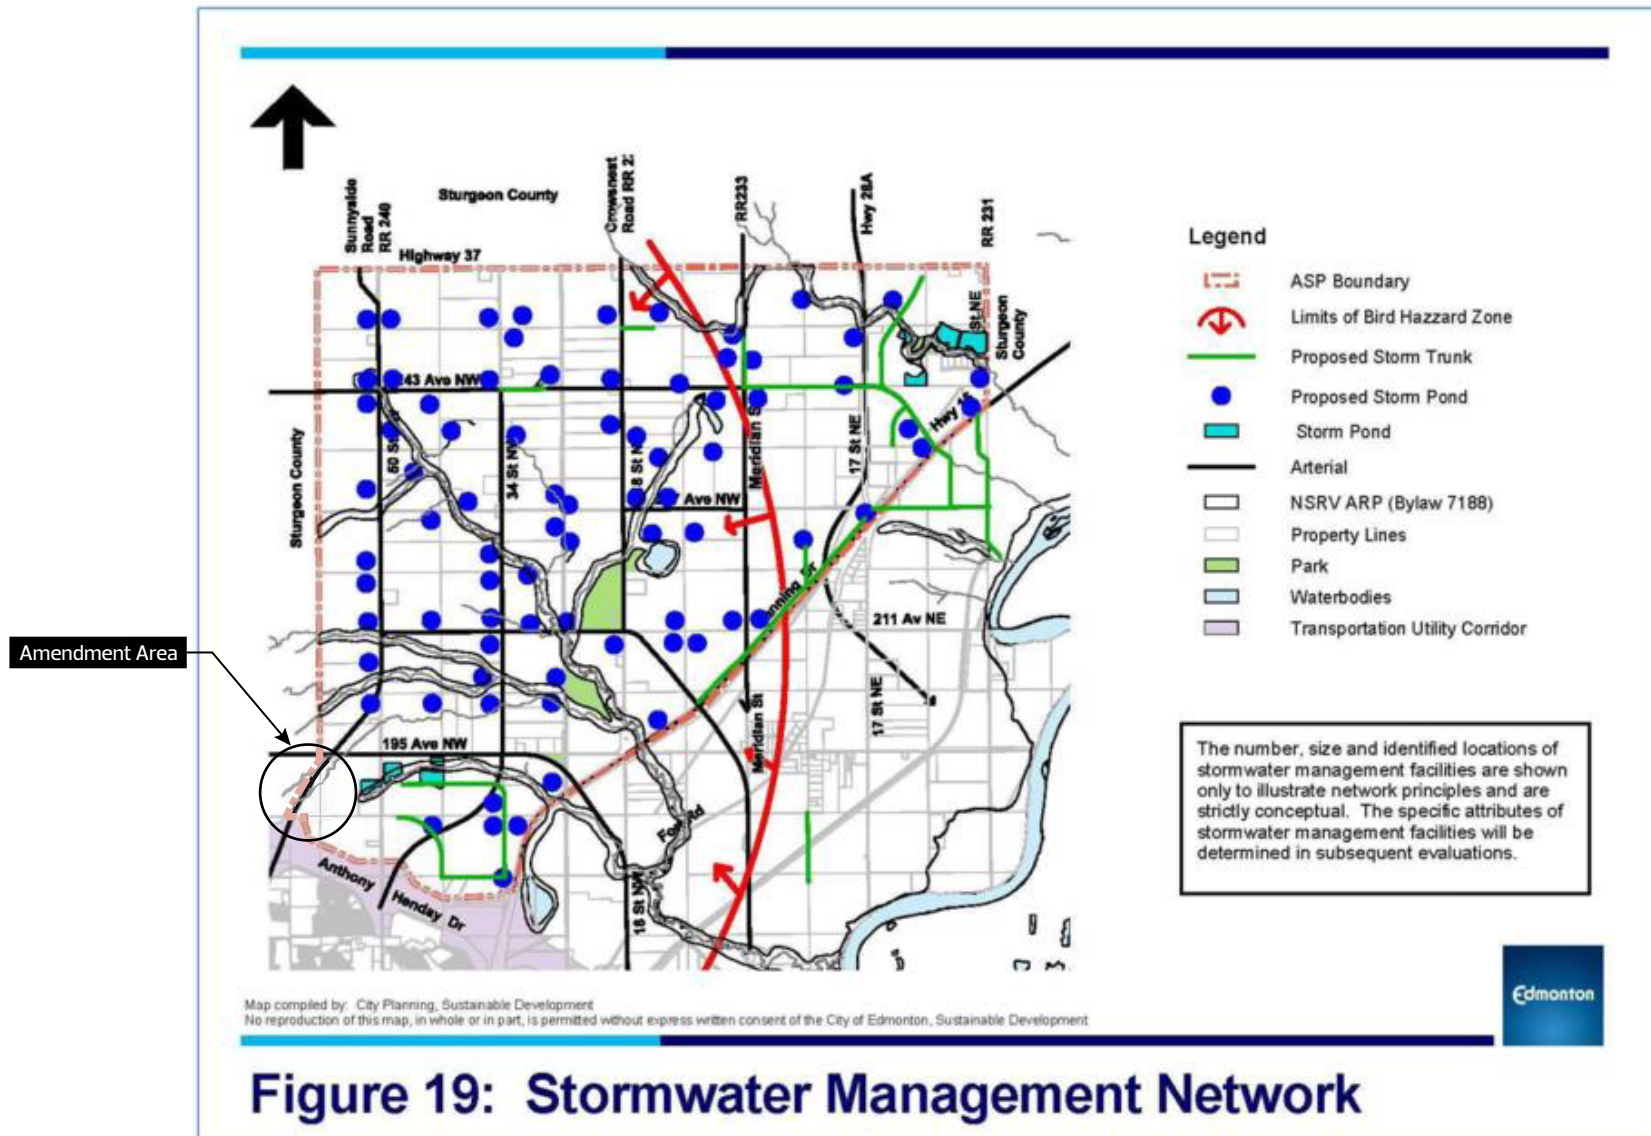 Sturgeon County
Sunnyside
Road
RR 240
Crowsnest
Road RR 2
RR233
Hwy 28A
RR 231
Highway 37
St NE
Sturgeon
County
243 Ave NW
Hwy 15
Sturgeon County
50 St
34 St NW
8 St N
Meridian S
17 St NE
7 Ave NW
anning Dr
211 Av NE
Amendment Area
195 Ave NW
Meridian St
17 St NE
Fort Rd
Anthony
Henday Dr
18 St NW
Legend
ASP Boundary
Limits of Bird Hazzard Zone
Proposed Storm Trunk
Proposed Storm Pond
Storm Pond
Arterial
NSRV ARP (Bylaw 7188)
Property Lines
Park
Waterbodies
Transportation Utility Corridor
The number, size and identified locations of
stormwater management facilities are shown
only to illustrate network principles and are
strictly conceptual. The specific attributes of
stormwater management facilities will be
determined in subsequent evaluations.
Edmonton
Map compiled by: City Planning, Sustainable Development
No reproduction of this map, in whole or in part, is permitted without express written consent of the City of Edmonton, Sustainable Development
Figure 19: Stormwater Management Network